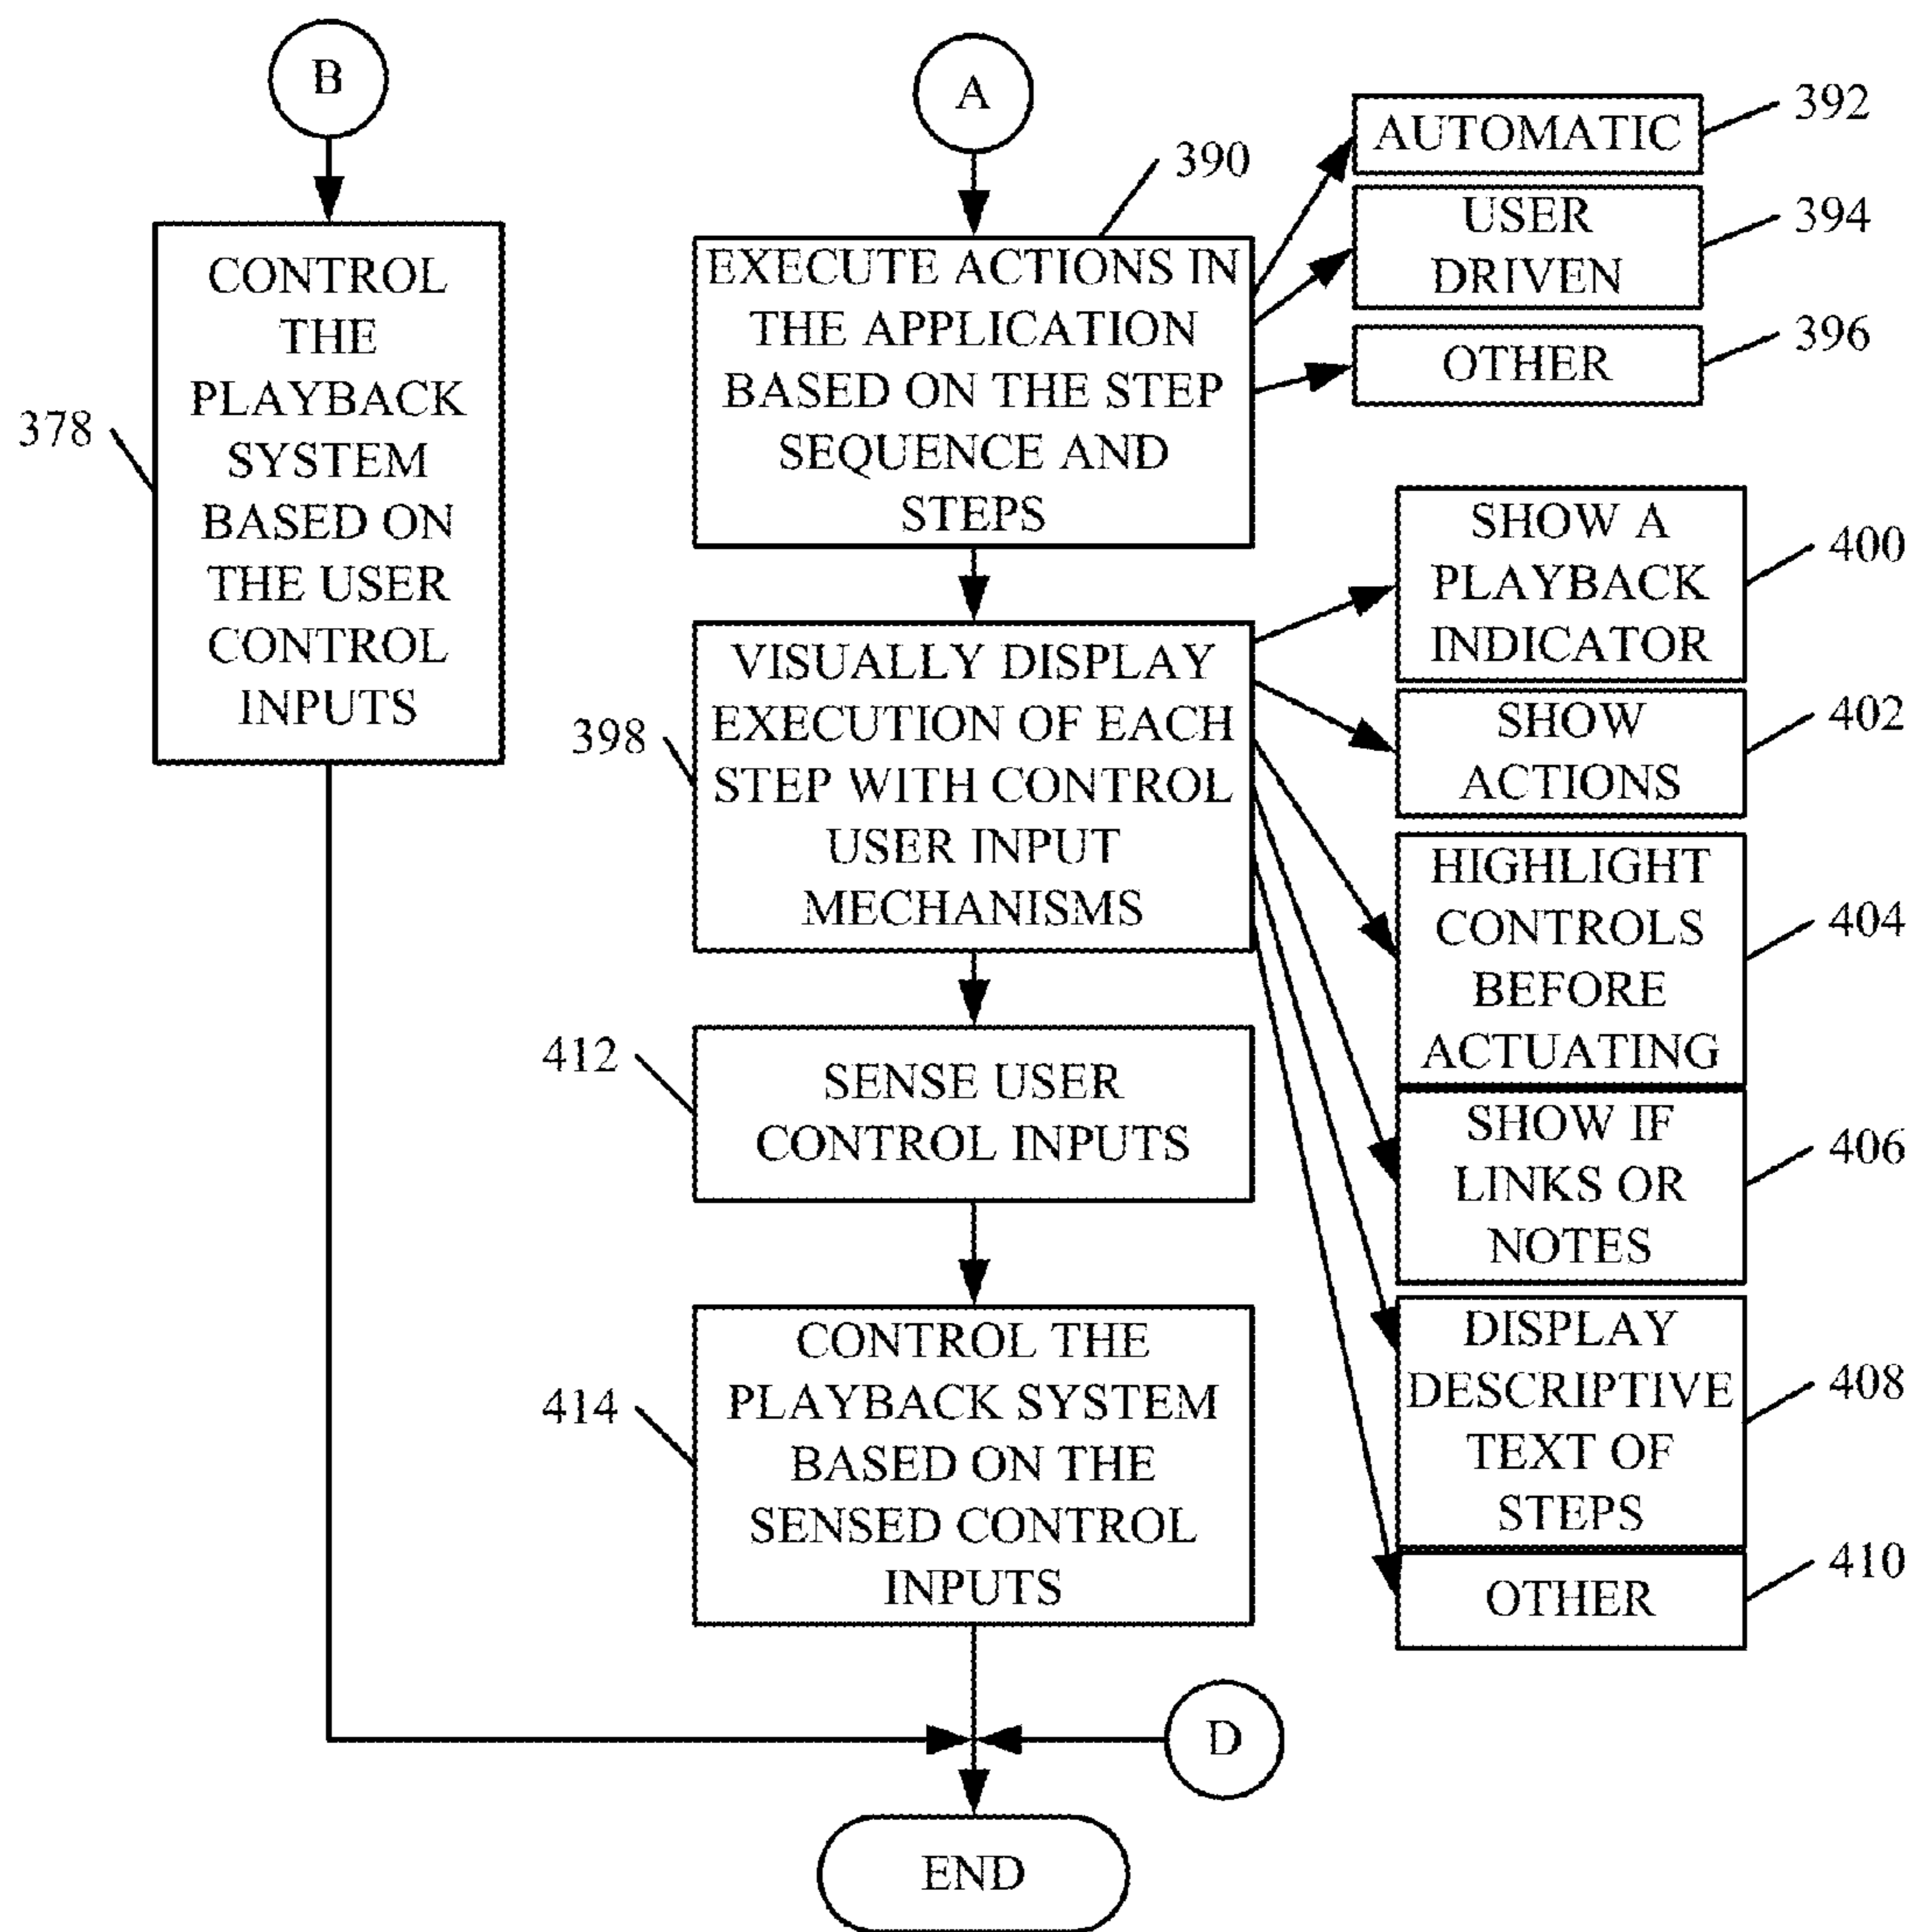 B
378
CONTROL
THE
PLAYBACK
SYSTEM
BASED ON
THE USER
CONTROL
INPUTS
A
390
EXECUTE ACTIONS IN
THE APPLICATION
BASED ON THE STEP
SEQUENCE AND
STEPS
AUTOMATIC
392
USER
DRIVEN
394
OTHER
396
398
VISUALLY DISPLAY
EXECUTION OF EACH
STEP WITH CONTROL
USER INPUT
MECHANISMS
SHOW A
PLAYBACK
INDICATOR
400
SHOW
ACTIONS
402
HIGHLIGHT
CONTROLS
BEFORE
ACTUATING
404
SHOW IF
LINKS OR
NOTES
406
DISPLAY
DESCRIPTIVE
TEXT OF
STEPS
408
OTHER
410
412
SENSE USER
CONTROL INPUTS
414
CONTROL THE
PLAYBACK SYSTEM
BASED ON THE
SENSED CONTROL
INPUTS
D
END